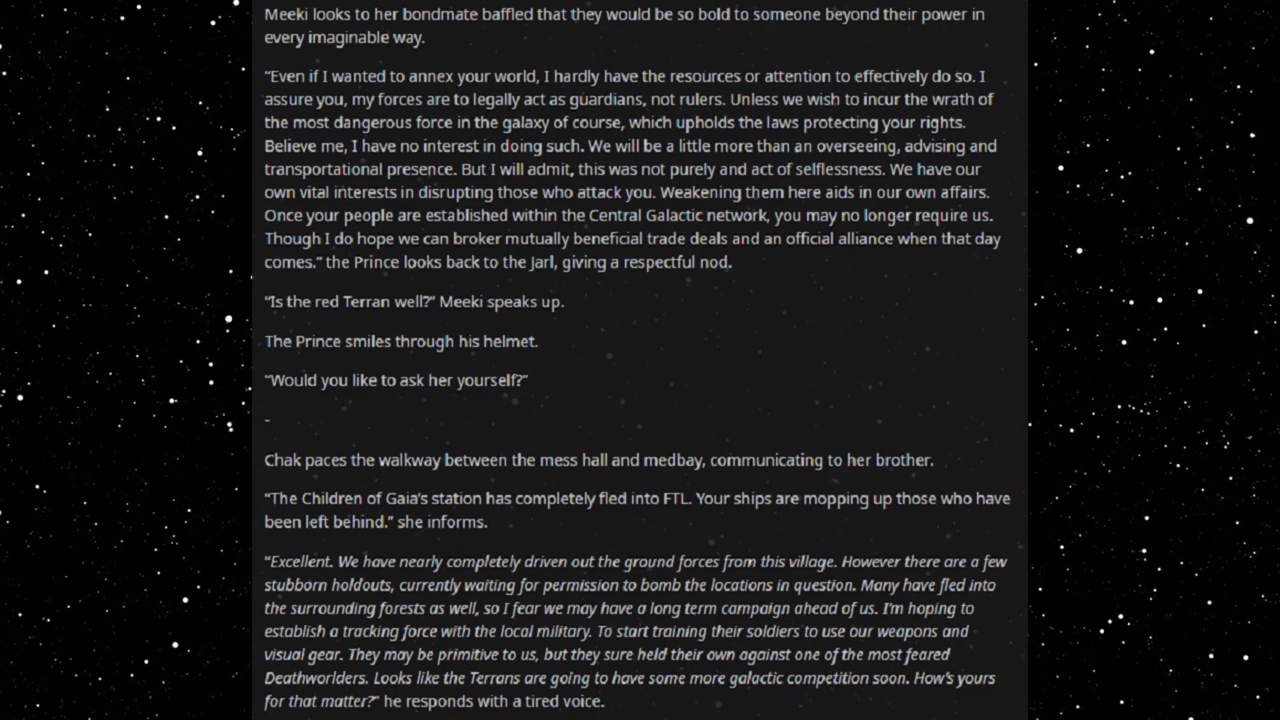 Meeki looks to her bondmate baffled that they would be so bold to someone beyond their power in
every imaginable way.
“Even if I wanted to annex your world, I hardly have the resources or attention to effectively do so. I
assure you, my forces are to legally act as guardians, not rulers. Unless we wish to incur the wrath of
the most dangerous force in the galaxy of course, which upholds the laws protecting your rights.
Believe me, I have no interest in doing such. We will be a little more than an overseeing, advising and
transportational presence. But I will admit, this was not purely and act of selflessness. We have our
own vital interests in disrupting those who attack you. Weakening them here aids in our own affairs.
Once your people are established within the Central Galactic network, you may no longer require us.
Though I do hope we can broker mutually beneficial trade deals and an official alliance when that day
comes.” the Prince looks back to the Jarl, giving a respectful nod.
“Is the red Terran well?” Meeki speaks up.
The Prince smiles through his helmet.
“Would you like to ask her yourself?”
-
Chak paces the walkway between the mess hall and medbay, communicating to her brother.
“The Children of Gaia’s station has completely fled into FTL. Your ships are mopping up those who have
been left behind.” she informs.
“Excellent. We have nearly completely driven out the ground forces from this village. However there are a few
stubborn holdouts, currently waiting for permission to bomb the locations in question. Many have fled into
the surrounding forests as well, so I fear we may have a long term campaign ahead of us. I’m hoping to
establish a tracking force with the local military. To start training their soldiers to use our weapons and
visual gear. They may be primitive to us, but they sure held their own against one of the most feared
Deathworlders. Looks like the Terrans are going to have some more galactic competition soon. How’s yours
for that matter?” he responds with a tired voice.